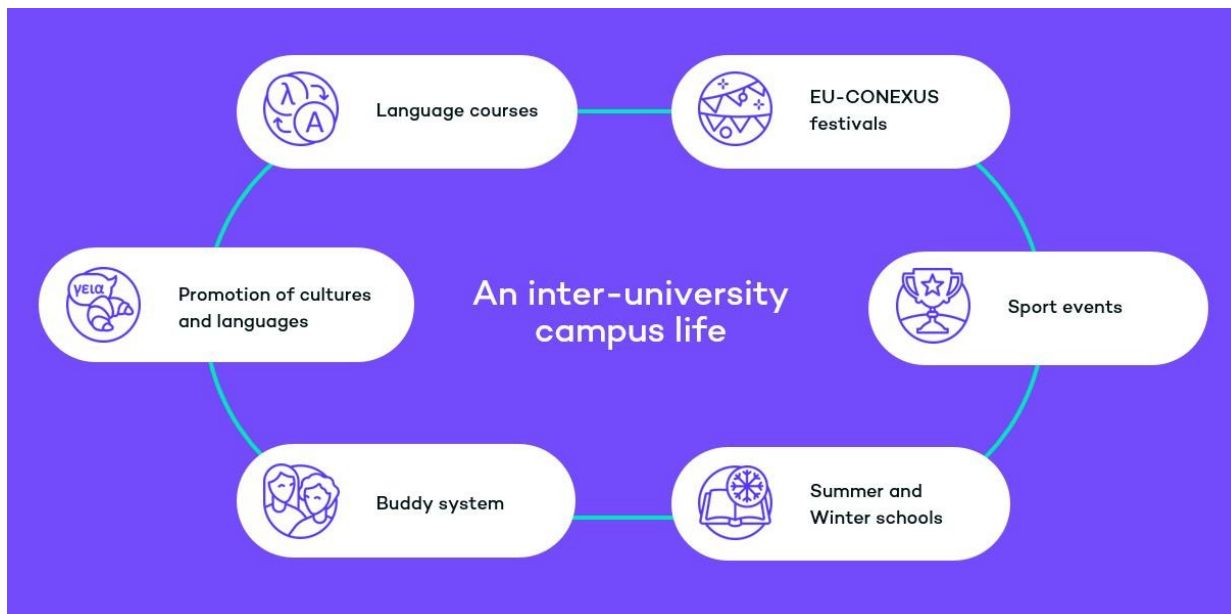 Language courses
EU-CONEXUS
festivals
γεια
Promotion of cultures
and languages
An inter-university
campus life
Sport events
Buddy system
Summer and
Winter schools
λ
A